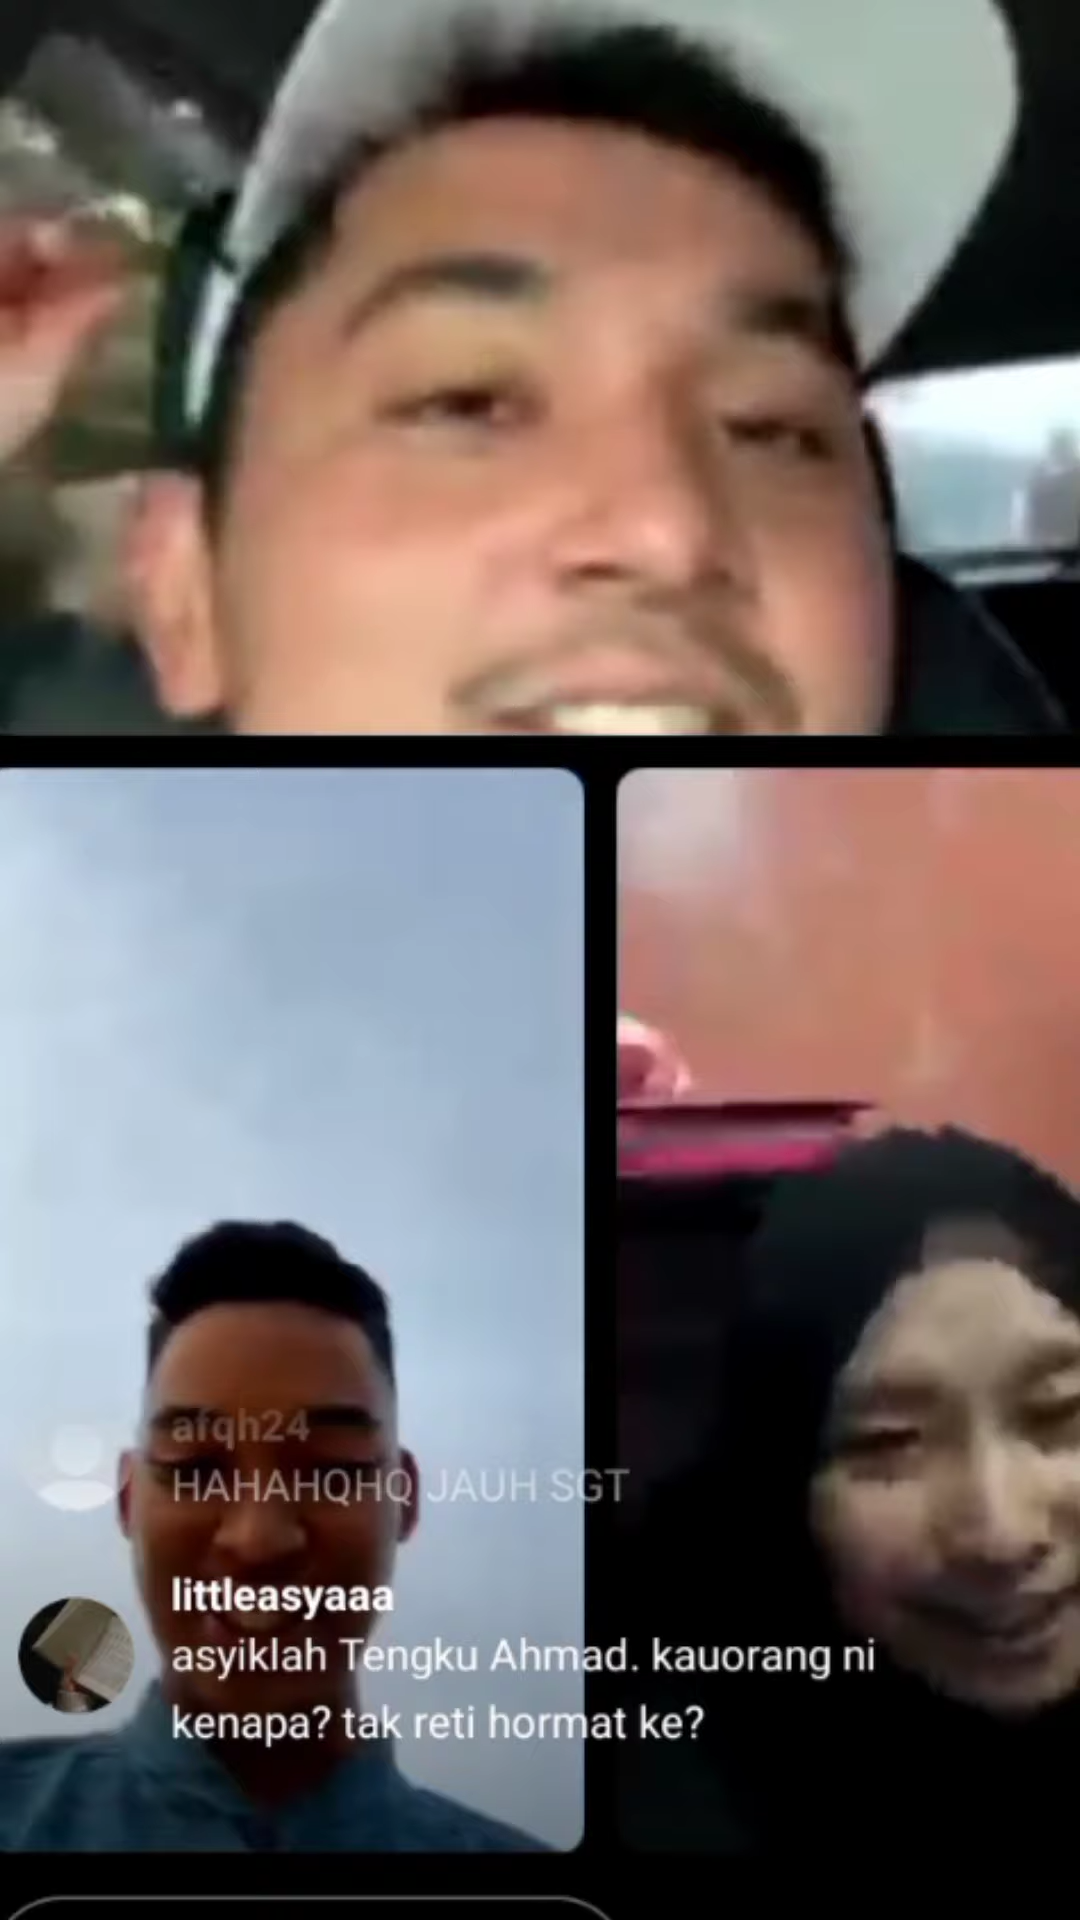 afqh24
HAHAHQHQ JAUH SGT
littleasyaaa
asyiklah Tengku Ahmad. kauorang ni
kenapa? tak reti hormat ke?